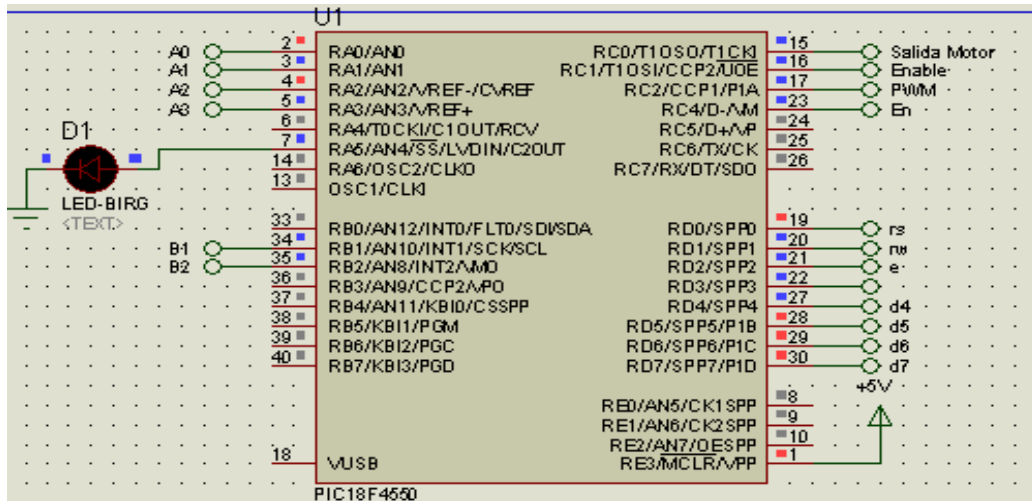 U1
A0 2 RA0/AN0 RC0/T1OSO/T1CKI 15 Salida Motor
A1 3 RA1/AN1 RC1/T1OSI/CCP2/UOE 16 Enable
A2 4 RA2/AN2/VREF-/CVREF RC2/CCP1/P1A 17 PWM
A3 5 RA3/AN3/VREF+ RC4/D-/VM 23 En
6 RA4/T0CKI/C1OUT/RCV RC5/D+/VP 24
D1 7 RA5/AN4/SS/LVDIN/C2OUT RC6/TX/CK 25
14 RA6/OSC2/CLKO RC7/RX/DT/SDO 26
13 OSC1/CLKI
LED-BIRG
<TEXT>
33 RB0/AN12/INT0/FLT0/SDI/SDA RD0/SPP0 19 rs
B1 34 RB1/AN10/INT1/SCK/SCL RD1/SPP1 20 rw
B2 35 RB2/AN8/INT2/VMO RD2/SPP2 21 e
36 RB3/AN9/CCP2/VPO RD3/SPP3 22
37 RB4/AN11/KBI0/CSSPP RD4/SPP4 27 d4
38 RB5/KBI1/PGM RD5/SPP5/P1B 28 d5
39 RB6/KBI2/PGC RD6/SPP6/P1C 29 d6
40 RB7/KBI3/PGD RD7/SPP7/P1D 30 d7
+5V
RE0/AN5/CK1SPP 8
RE1/AN6/CK2SPP 9
RE2/AN7/OESPP 10
18 VUSB RE3/MCLR/VPP 1
PIC18F4550